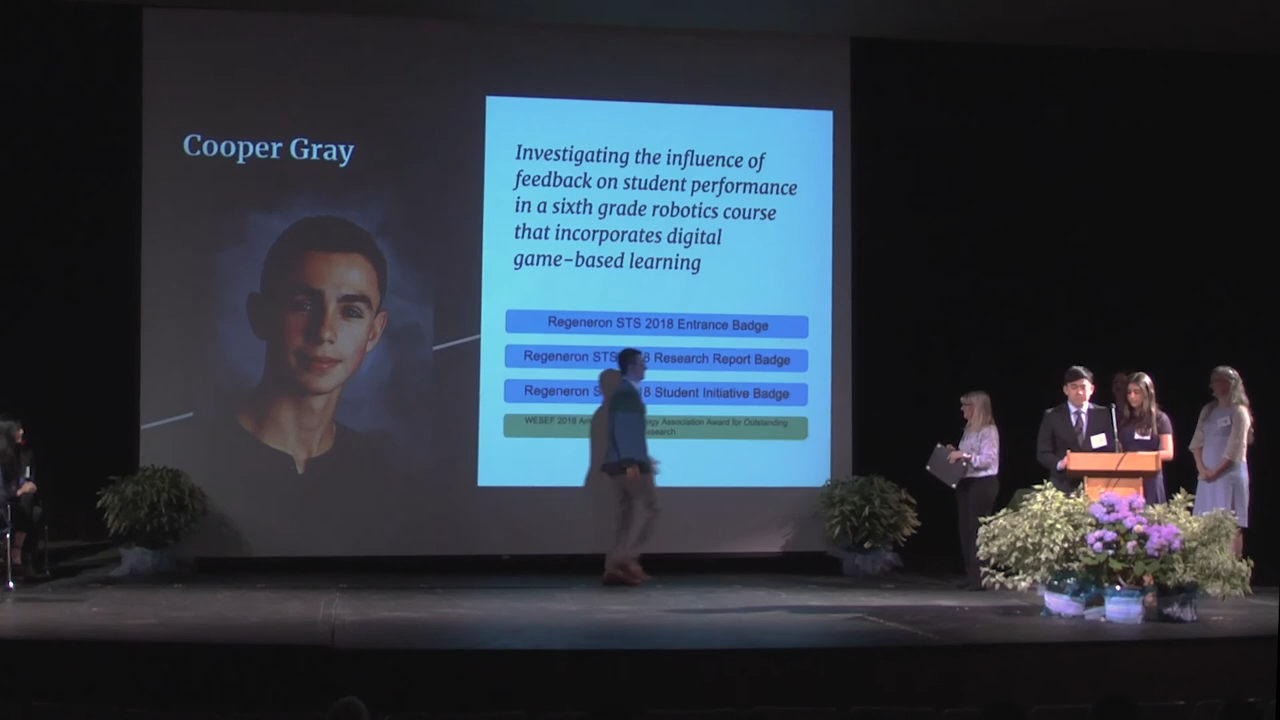 Cooper Gray
Investigating the influence of
feedback on student performance
in a sixth grade robotics course
that incorporates digital
game-based learning
Regeneron STS 2018 Entrance Badge
Regeneron STS 8 Research Report Badge
Regeneron S 8 Student Initiative Badge
WESEF 2018 Association Award for Outstanding